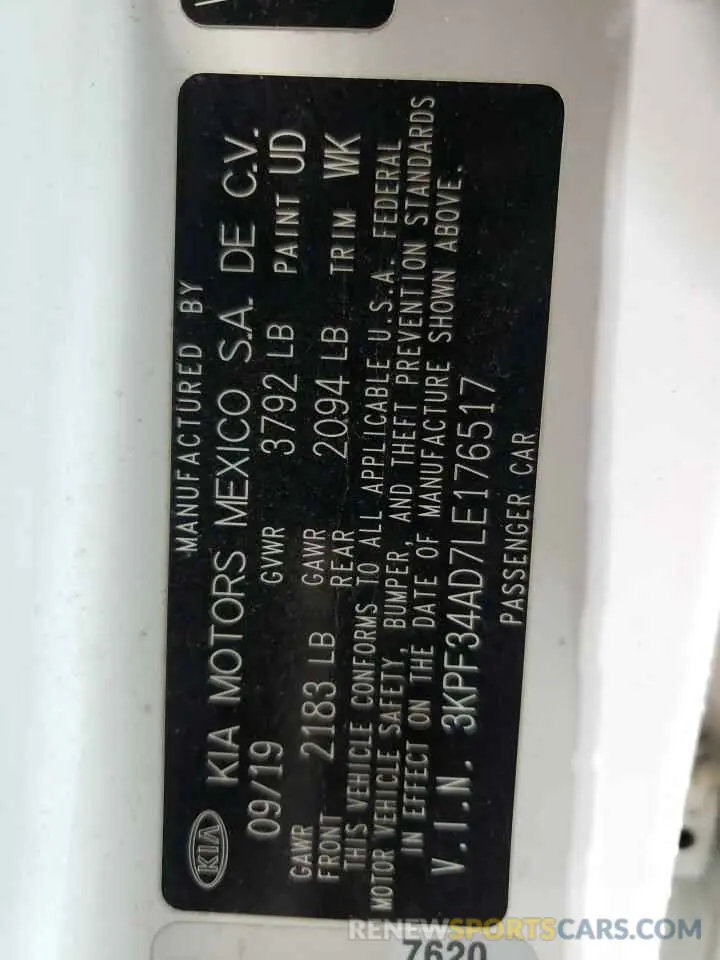 MANUFACTURED BY
KIA KIA MOTORS MEXICO S.A. DE C.V.
09/19 GVWR 3792 LB PAINT UD
GAWR FRONT 2183 LB GAWR REAR 2094 LB TRIM WK
THIS VEHICLE CONFORMS TO ALL APPLICABLE U.S.A. FEDERAL
MOTOR VEHICLE SAFETY, BUMPER, AND THEFT PREVENTION STANDARDS
IN EFFECT ON THE DATE OF MANUFACTURE SHOWN ABOVE.
V.I.N. 3KPF34AD7LE176517
PASSENGER CAR
7620
RENEWSPORTSCARS.COM